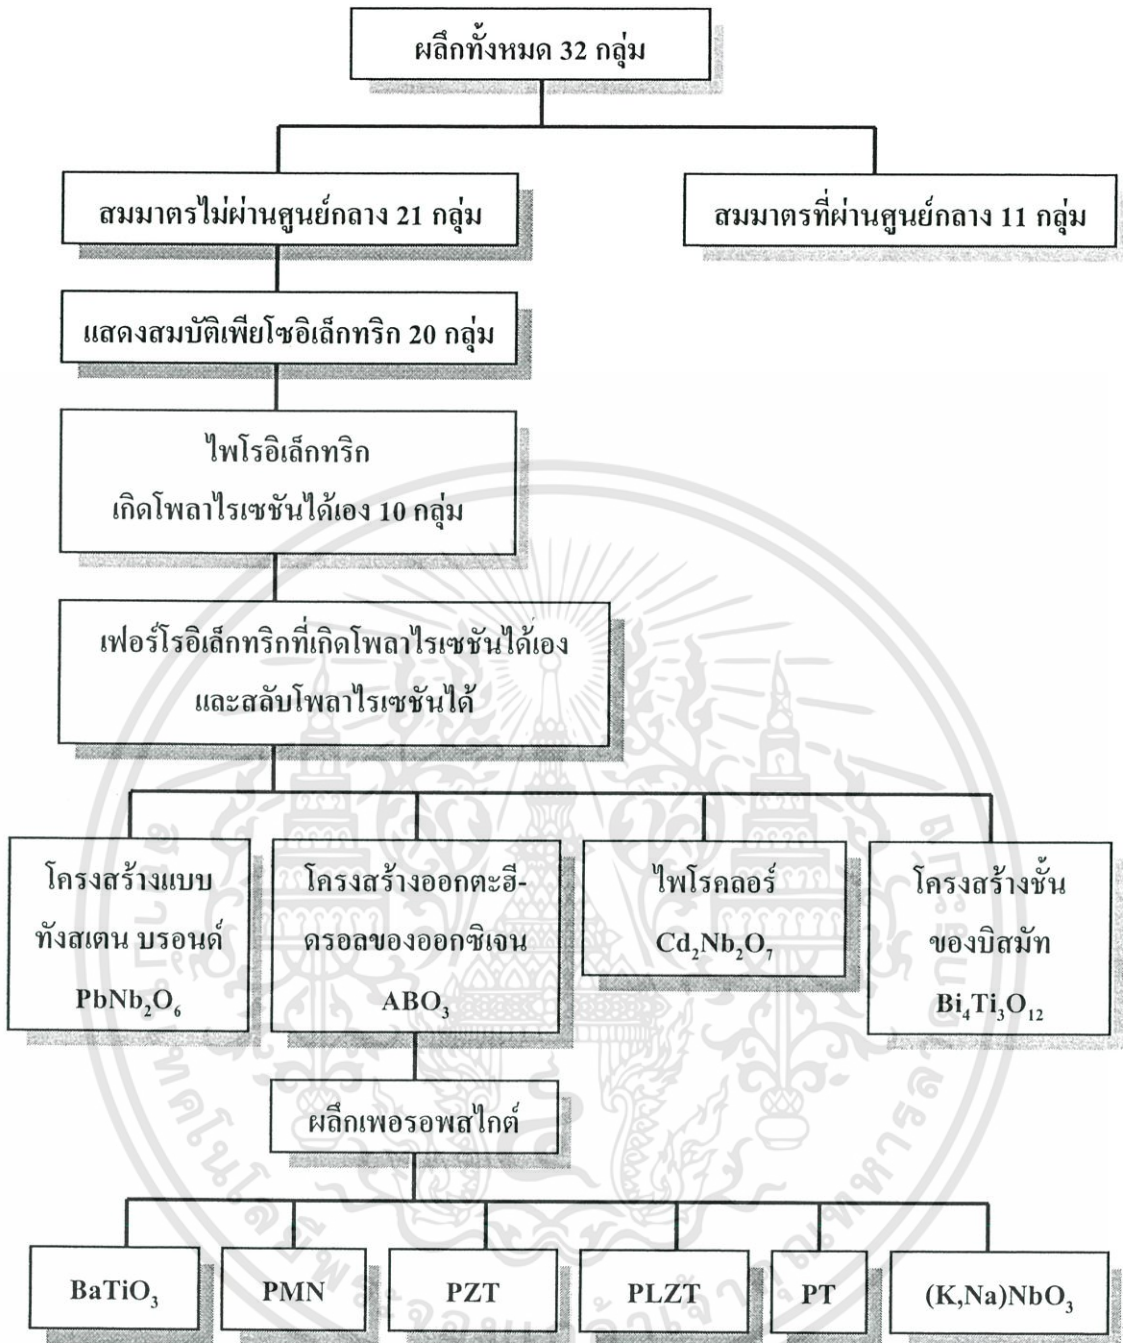 ผลึกทั้งหมด 32 กลุ่ม
สมมาตรไม่ผ่านศูนย์กลาง 21 กลุ่ม
สมมาตรที่ผ่านศูนย์กลาง 11 กลุ่ม
แสดงสมบัติเพียโซอิเล็กทริก 20 กลุ่ม
ไพโรอิเล็กทริก
เกิดโพลาไรเซชันได้เอง 10 กลุ่ม
เฟอร์โรอิเล็กทริกที่เกิดโพลาไรเซชันได้เอง
และสลับโพลาไรเซชันได้
โครงสร้างแบบ
ทังสเตน บรอนด์
PbNb₂O₆
โครงสร้างออกตะฮี-
ดรอลของออกซิเจน
ABO₃
ไพโรคลอร์
Cd₂Nb₂O₇
โครงสร้างชั้น
ของบิสมัท
Bi₄Ti₃O₁₂
ผลึกเพอรอพสไกต์
BaTiO₃
PMN
PZT
PLZT
PT
(K,Na)NbO₃